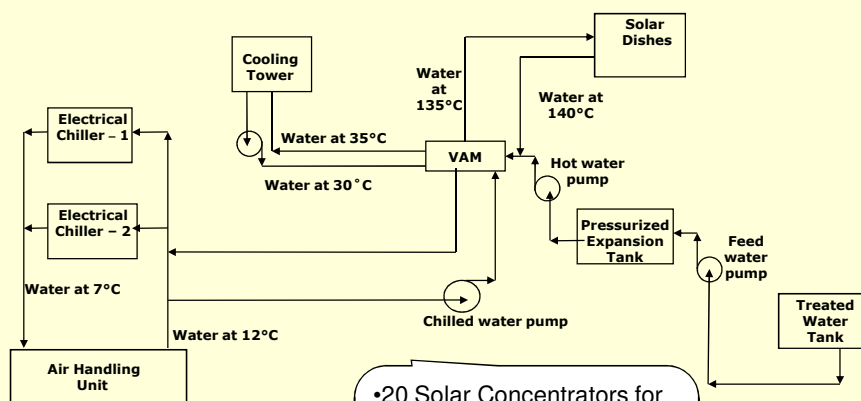 Solar
Dishes
Cooling
Tower
Water
at
135°C
Water at
140°C
Electrical
Chiller – 1
Water at 35°C
VAM
Hot water
pump
Water at 30°C
Electrical
Chiller – 2
Pressurized
Expansion
Tank
Feed
water
pump
Water at 7°C
Treated
Water
Tank
Chilled water pump
Water at 12°C
Air Handling
Unit
•20 Solar Concentrators for